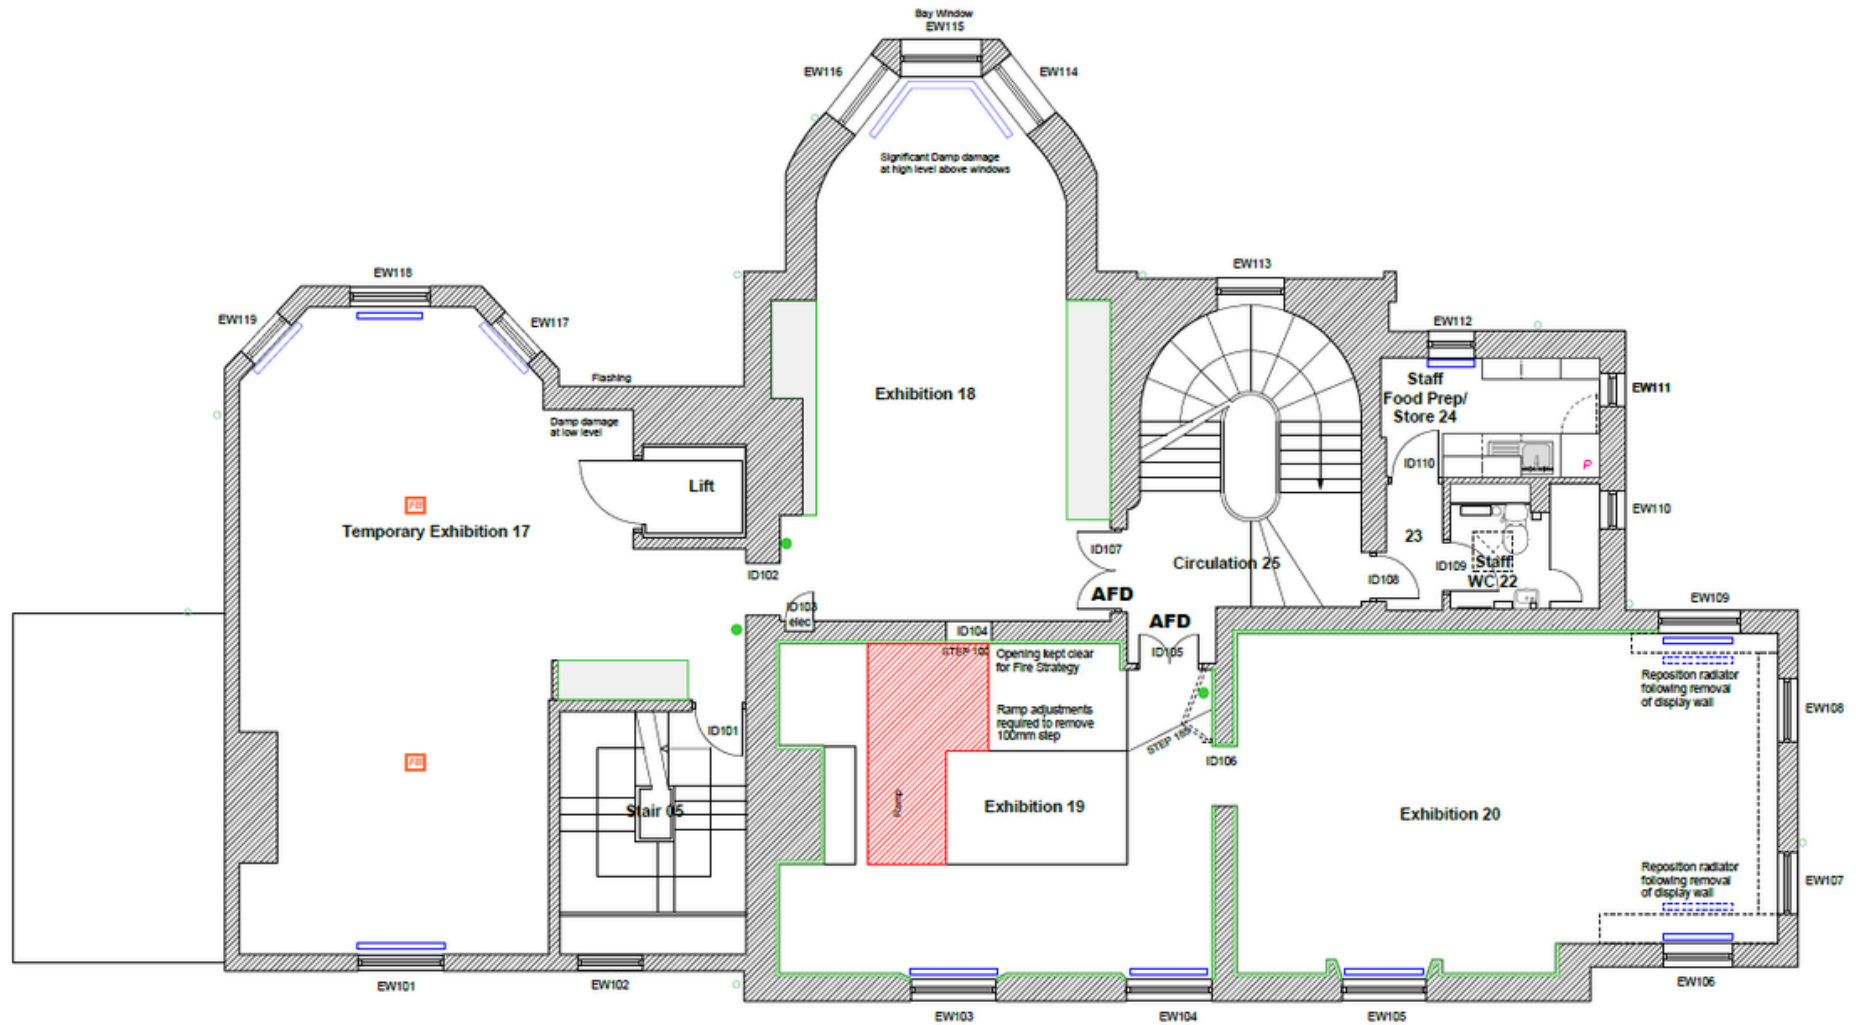 Bay Window
EW115
EW116
EW114
Significant Damp damage
at high level above windows
EW113
EW118
EW119
EW117
EW112
Flashing
Staff
Food Prep/
Store 24
EW111
Exhibition 18
Damp damage
at low level
ID110
P
Lift
FB
Temporary Exhibition 17
EW110
23
ID107
Circulation 25
ID102
ID108
ID109
Staff
WC 22
AFD
EW109
ID103
elec
AFD
ID104
STEP 100
ID105
Opening kept clear
for Fire Strategy
Reposition radiator
following removal
of display wall
Ramp adjustments
required to remove
100mm step
EW108
ID101
ID106
FB
Ramp
Stair 05
Exhibition 19
Exhibition 20
Reposition radiator
following removal
of display wall
EW107
EW101
EW102
EW106
EW103
EW104
EW105